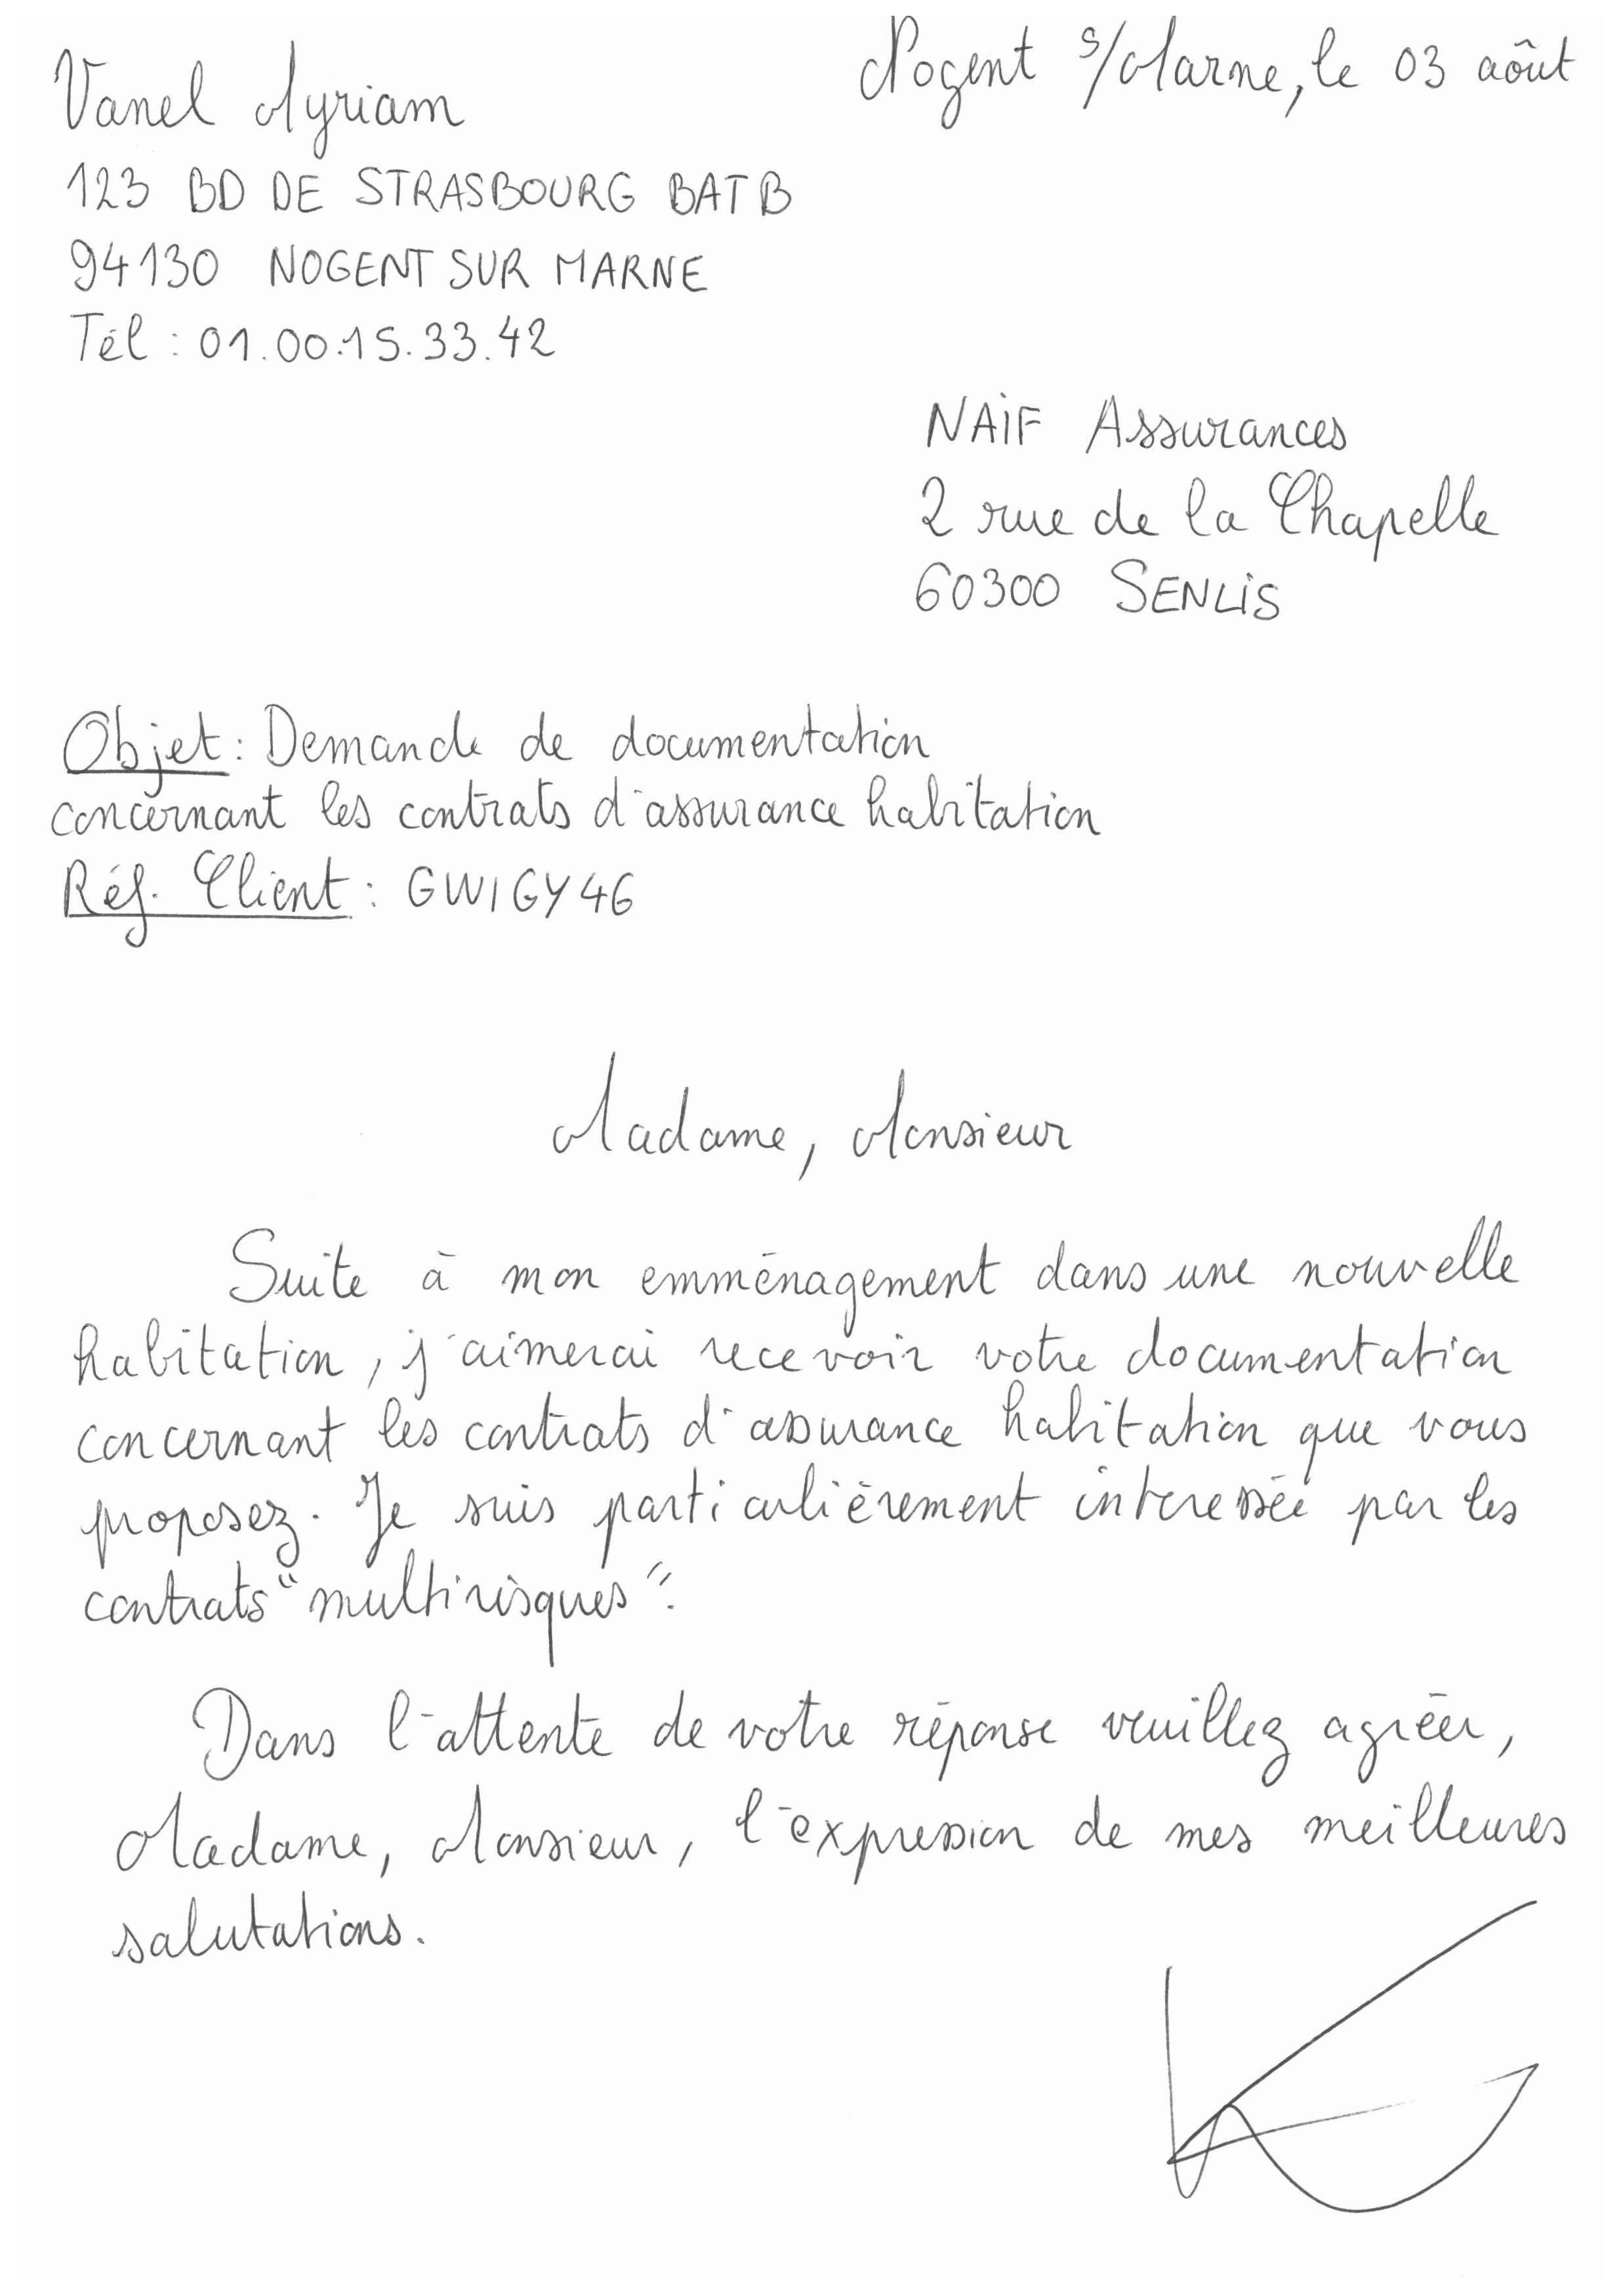 Vanel Myriam
Nogent s/Marne, le 03 aôut
123 BD DE STRASBOURG BAT B
94130 NOGENT SUR MARNE
Tél : 01.00.15.33.42
NAIF Assurances
2 rue de la Chapelle
60300 SENLIS
Objet : Demande de documentation
concernant les contrats d'assurance habitation
Réf. Client : GWIGY46
Madame, Monsieur
Suite à mon emménagement dans une nouvelle
habitation, j'aimerai recevoir votre documentation
concernant les contrats d'assurance habitation que vous
proposez. Je suis particulièrement interessée par les
contrats "multirisques".
Dans l'attente de votre réponse veuillez agréer,
Madame, Monsieur, l'expression de mes meilleures
salutations.